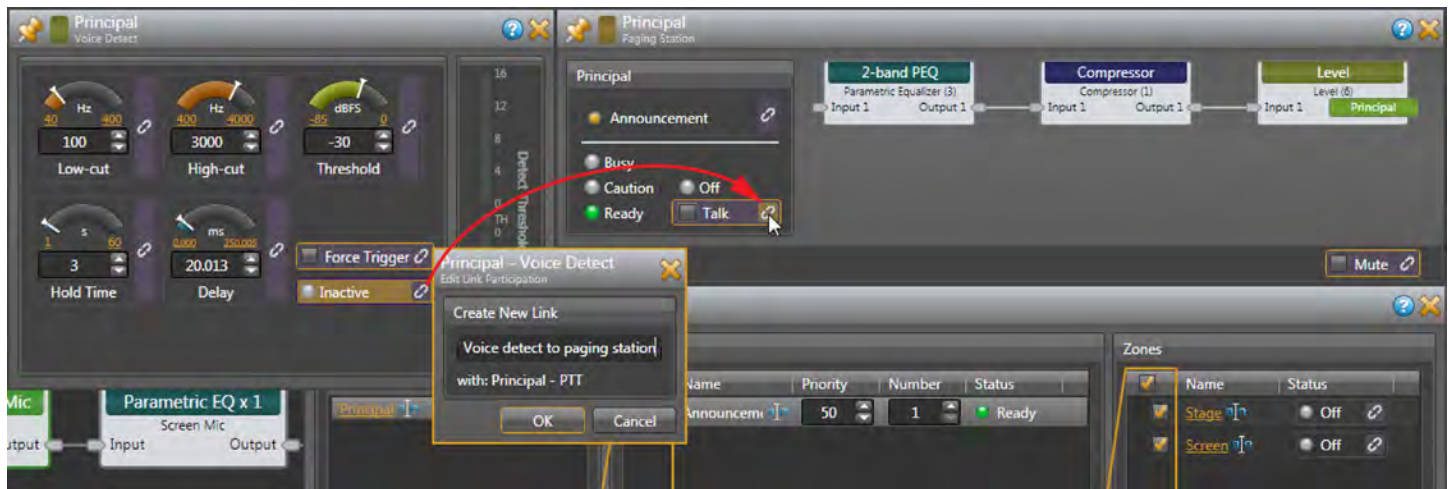 Principal
Voice Detect
Hz
40 400
100
Low-cut
Hz
400 4000
3000
High-cut
dBFS
-85 0
-30
Threshold
s
1 60
3
Hold Time
ms
0.000 250.005
20.013
Delay
Force Trigger
Inactive
16
12
8
4
0
TH
0
Detect Threshold
Principal
Paging Station
Principal
Announcement
Busy
Caution Off
Ready Talk
2-band PEQ
Parametric Equalizer (3)
Input 1 Output 1
Compressor
Compressor (1)
Input 1 Output 1
Level
Level (6)
Input 1 Principal
Mute
Principal - Voice Detect
Edit Link Participation
Create New Link
Voice detect to paging station
with: Principal - PTT
OK Cancel
Mic
utput
Parametric EQ x 1
Screen Mic
Input Output
Principal
Name Priority Number Status
Announcem 50 1 Ready
Zones
Name Status
Stage Off
Screen Off